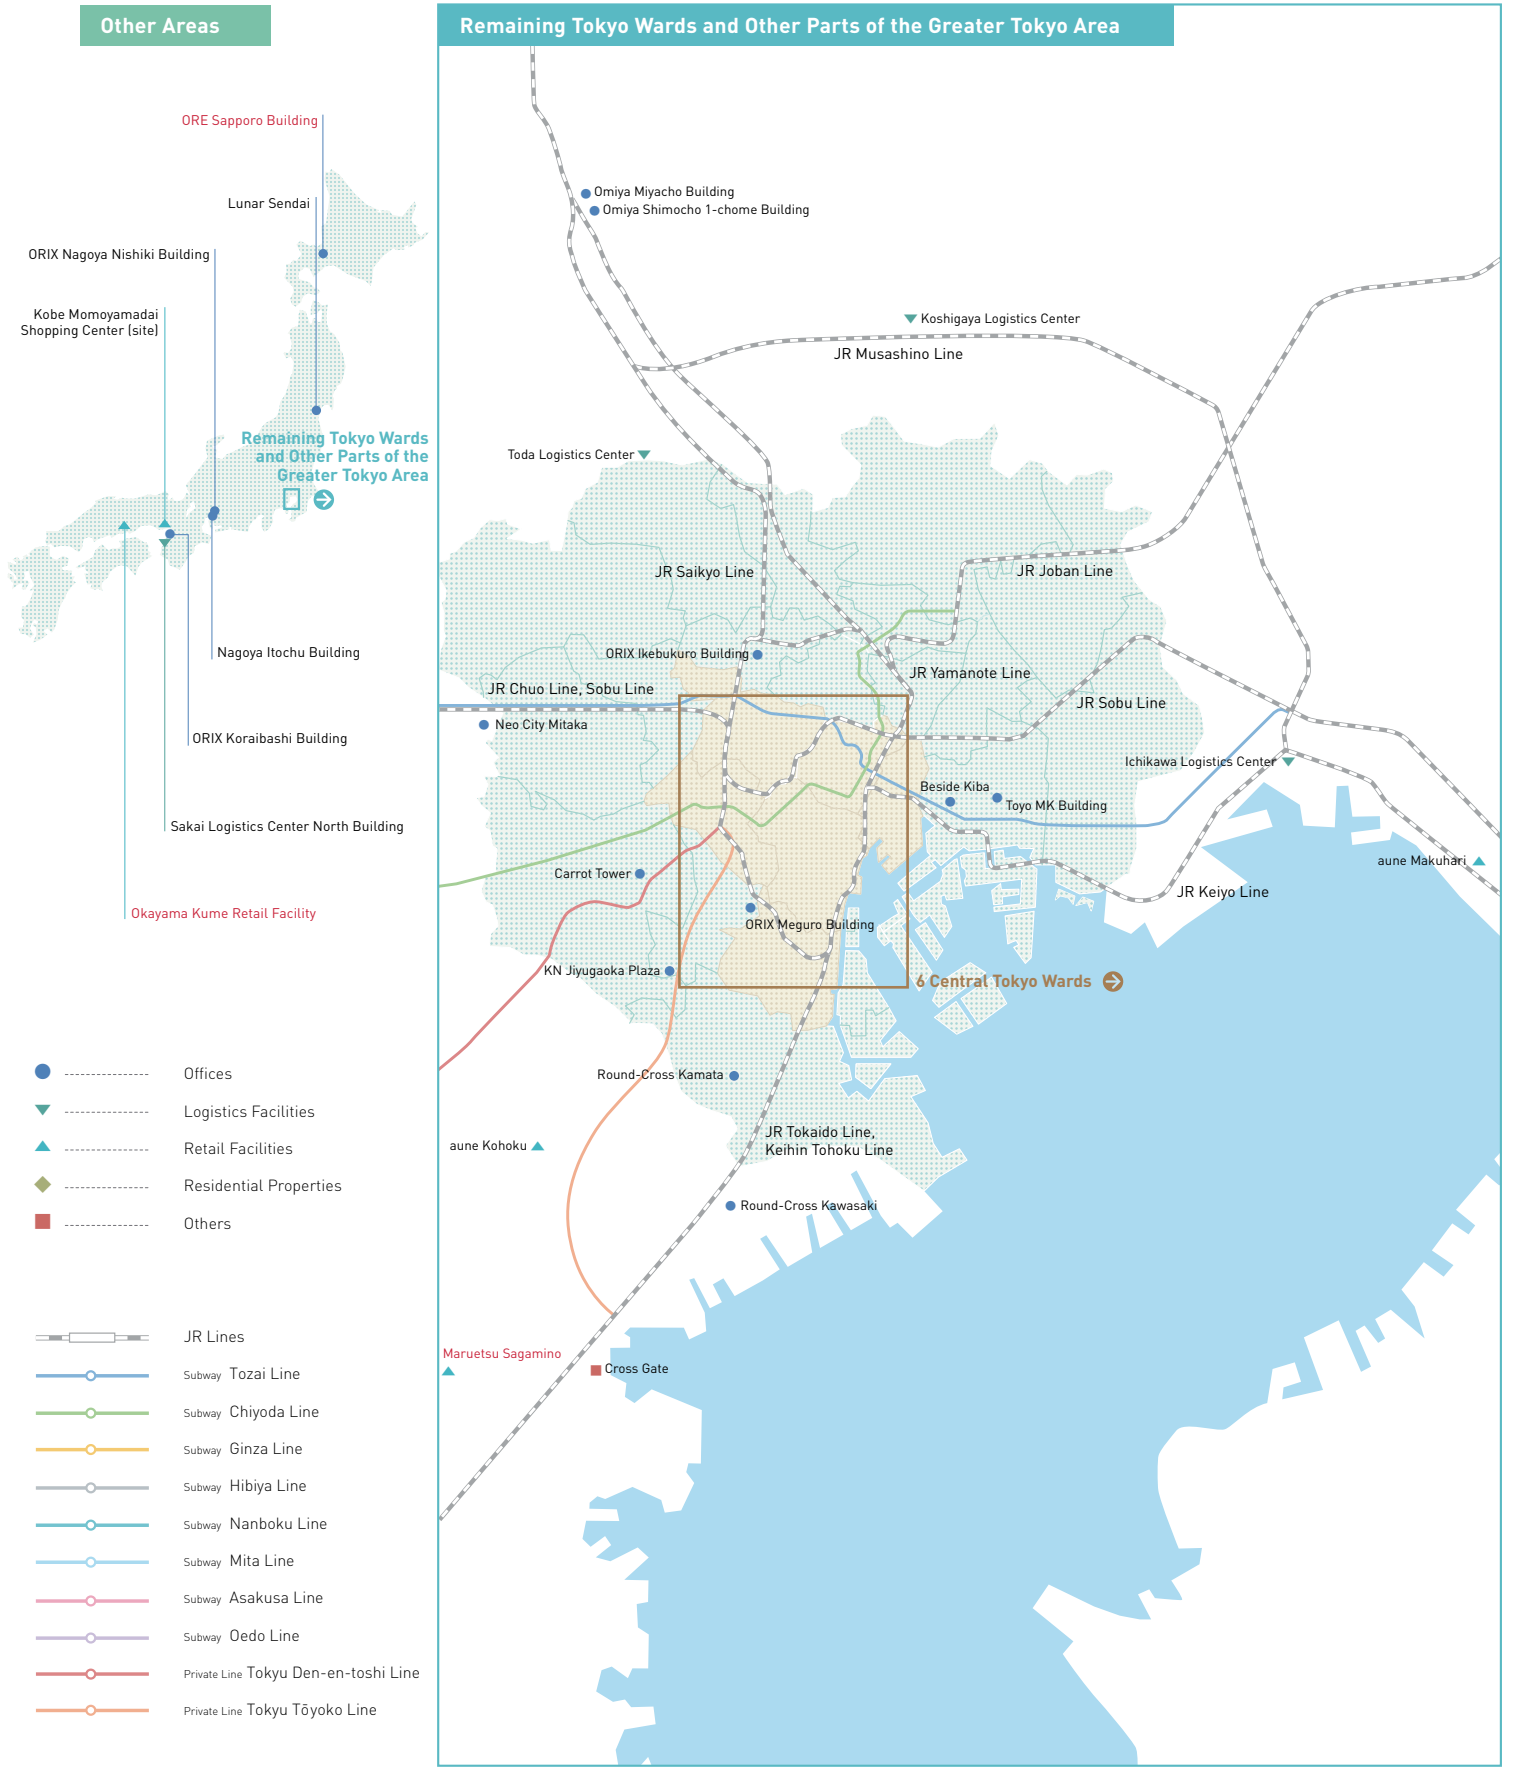 Other Areas
ORE Sapporo Building
Lunar Sendai
ORIX Nagoya Nishiki Building
Kobe Momoyamadai
Shopping Center (site)
Remaining Tokyo Wards
and Other Parts of the
Greater Tokyo Area
Nagoya Itochu Building
ORIX Koraibashi Building
Sakai Logistics Center North Building
Okayama Kume Retail Facility
Offices
Logistics Facilities
Retail Facilities
Residential Properties
Others
JR Lines
Subway Tozai Line
Subway Chiyoda Line
Subway Ginza Line
Subway Hibiya Line
Subway Nanboku Line
Subway Mita Line
Subway Asakusa Line
Subway Oedo Line
Private Line Tokyu Den-en-toshi Line
Private Line Tokyu Tōyoko Line
Remaining Tokyo Wards and Other Parts of the Greater Tokyo Area
Omiya Miyacho Building
Omiya Shimocho 1-chome Building
Koshigaya Logistics Center
JR Musashino Line
Toda Logistics Center
JR Saikyo Line
JR Joban Line
ORIX Ikebukuro Building
JR Yamanote Line
JR Chuo Line, Sobu Line
JR Sobu Line
Neo City Mitaka
Ichikawa Logistics Center
Beside Kiba
Toyo MK Building
aune Makuhari
Carrot Tower
JR Keiyo Line
ORIX Meguro Building
KN Jiyugaoka Plaza
6 Central Tokyo Wards
Round-Cross Kamata
JR Tokaido Line,
Keihin Tohoku Line
aune Kohoku
Round-Cross Kawasaki
Maruetsu Sagamino
Cross Gate